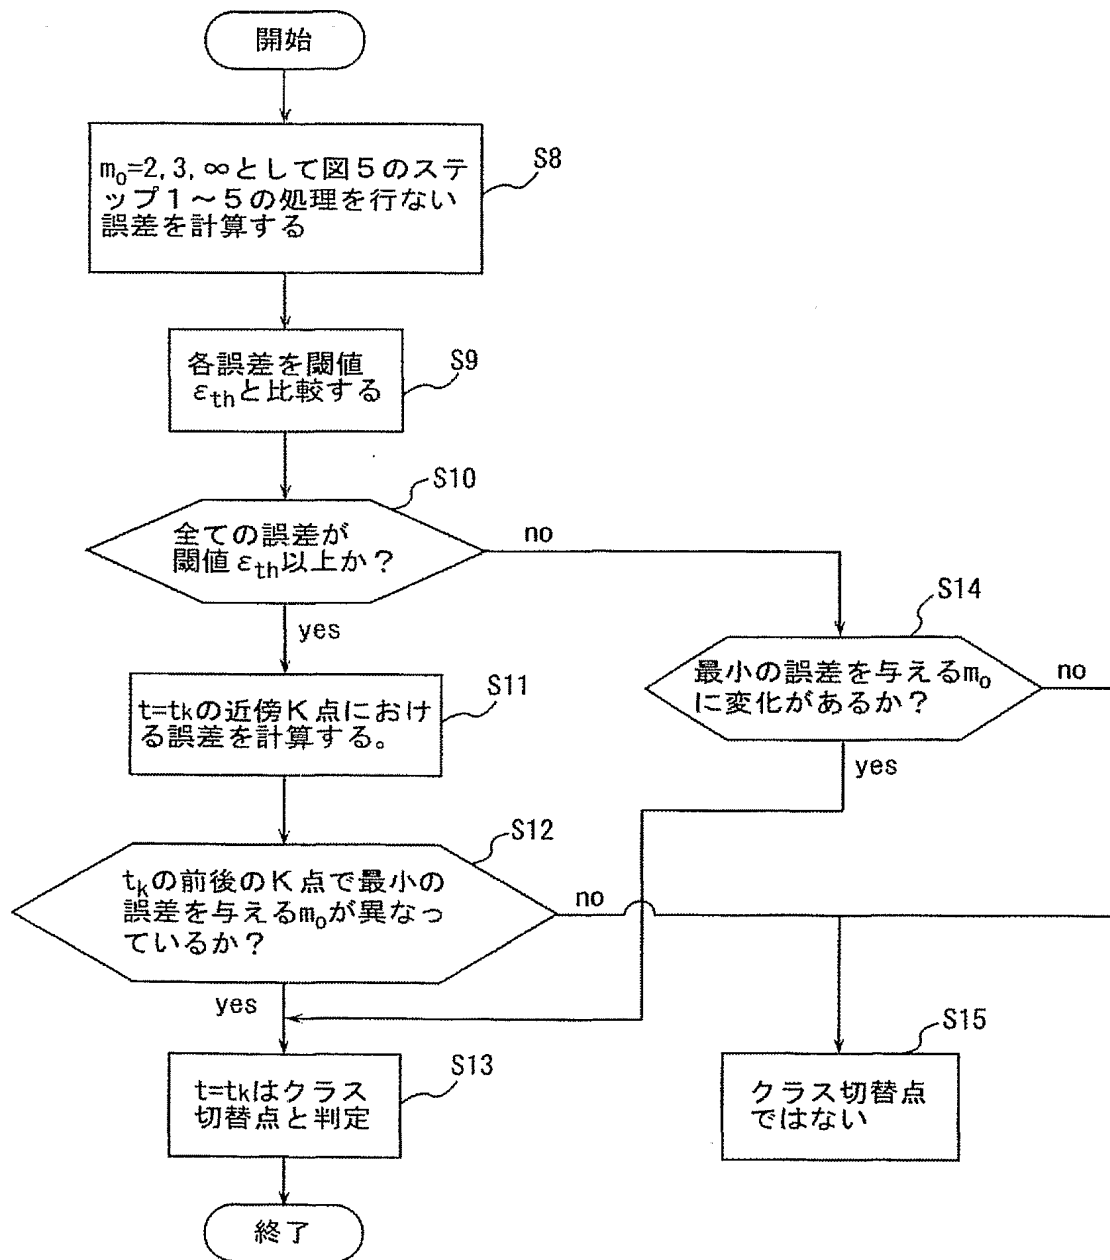 開始
m₀=2, 3, ∞として図５のステ
ップ１～５の処理を行ない
誤差を計算する
S8
各誤差を閾値
εthと比較する
S9
S10
全ての誤差が
閾値εth以上か？
no
yes
S14
最小の誤差を与えるm₀
に変化があるか？
no
yes
S11
t=tkの近傍Ｋ点におけ
る誤差を計算する。
S12
tkの前後のＫ点で最小の
誤差を与えるm₀が異なっ
ているか？
no
yes
S13
t=tkはクラス
切替点と判定
S15
クラス切替点
ではない
終了